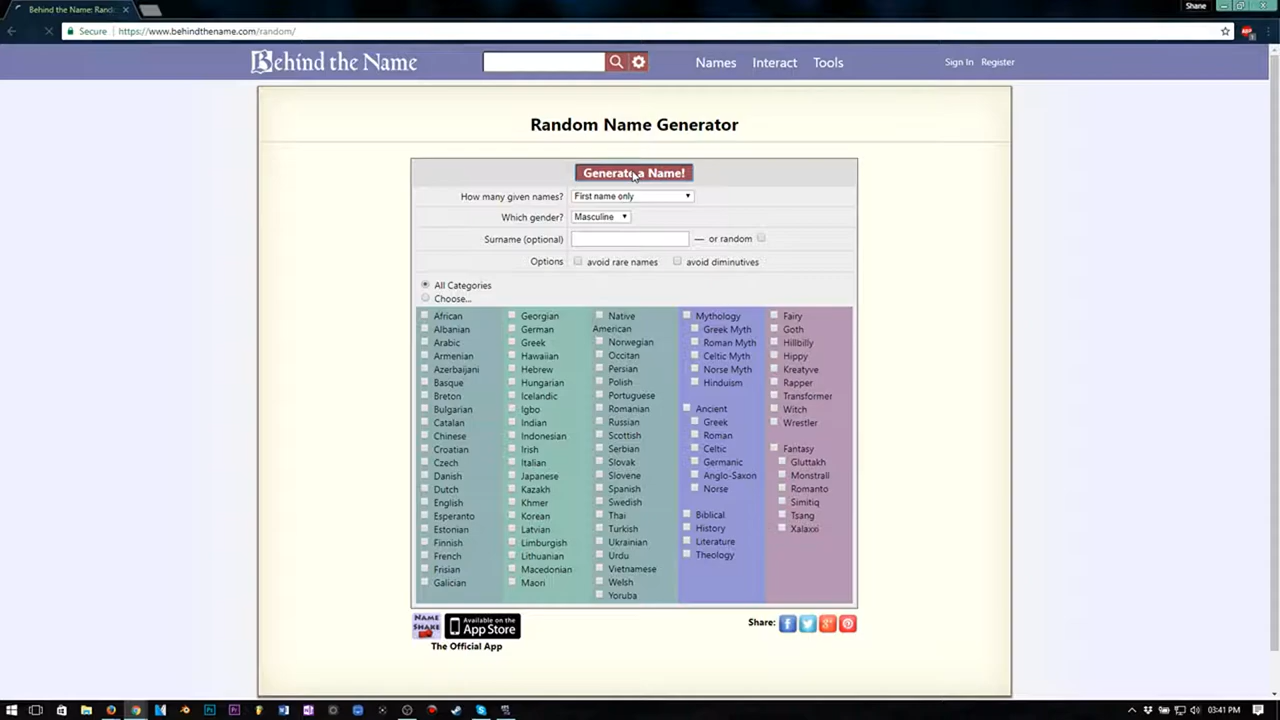 Behind the Name: Rand
Shane
Secure
https://www.behindthename.com/random/
Behind the Name
Names
Interact
Tools
Sign In
Register
Random Name Generator
Generate a Name!
How many given names?
First name only
Which gender?
Masculine
Surname (optional)
— or random
Options
avoid rare names
avoid diminutives
All Categories
Choose...
African
Albanian
Arabic
Armenian
Azerbaijani
Basque
Breton
Bulgarian
Catalan
Chinese
Croatian
Czech
Danish
Dutch
English
Esperanto
Estonian
Finnish
French
Frisian
Galician
Georgian
German
Greek
Hawaiian
Hebrew
Hungarian
Icelandic
Igbo
Indian
Indonesian
Irish
Italian
Japanese
Kazakh
Khmer
Korean
Latvian
Limburgish
Lithuanian
Macedonian
Maori
Native
American
Norwegian
Occitan
Persian
Polish
Portuguese
Romanian
Russian
Scottish
Serbian
Slovak
Slovene
Spanish
Swedish
Thai
Turkish
Ukrainian
Urdu
Vietnamese
Welsh
Yoruba
Mythology
Greek Myth
Roman Myth
Celtic Myth
Norse Myth
Hinduism
Ancient
Greek
Roman
Celtic
Germanic
Anglo-Saxon
Norse
Biblical
History
Literature
Theology
Fairy
Goth
Hillbilly
Hippy
Kreatyve
Rapper
Transformer
Witch
Wrestler
Fantasy
Gluttakh
Monstrall
Romanto
Simitiq
Tsang
Xalaxxi
NAME
SHAKE
Available on the
App Store
The Official App
Share:
03:41 PM